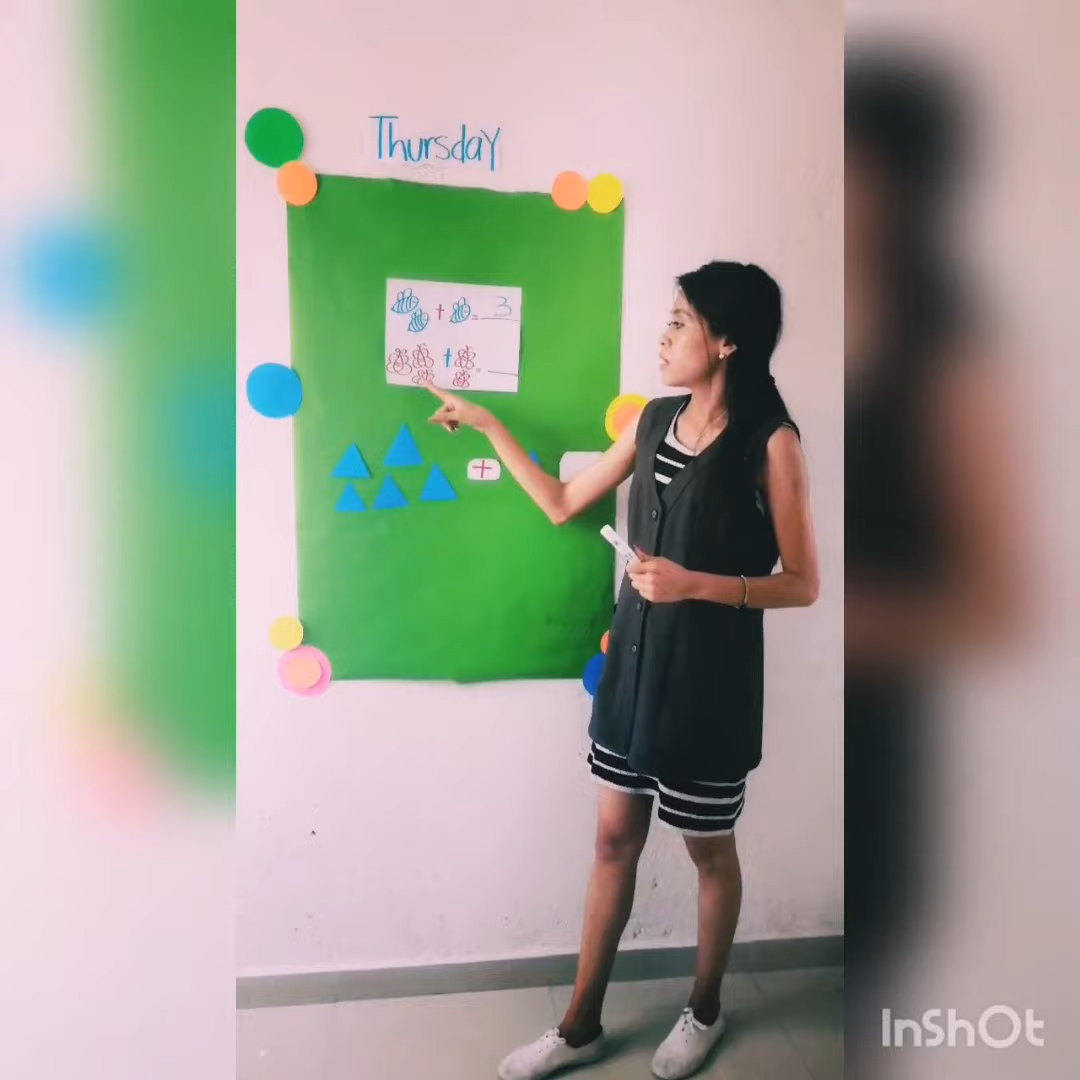 Thursday
+ = 3
+ =
+
InShOt